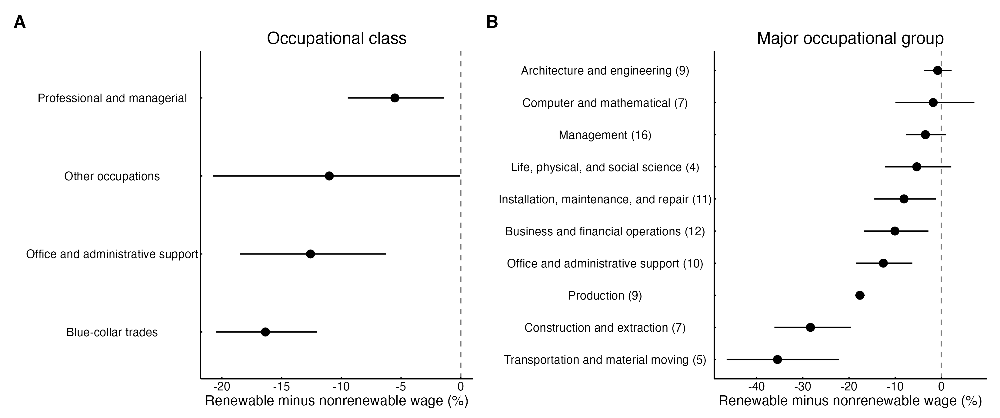 A
Occupational class
Professional and managerial
Other occupations
Office and administrative support
Blue-collar trades
-20 -15 -10 -5 0
Renewable minus nonrenewable wage (%)
B
Major occupational group
Architecture and engineering (9)
Computer and mathematical (7)
Management (16)
Life, physical, and social science (4)
Installation, maintenance, and repair (11)
Business and financial operations (12)
Office and administrative support (10)
Production (9)
Construction and extraction (7)
Transportation and material moving (5)
-40 -30 -20 -10 0
Renewable minus nonrenewable wage (%)